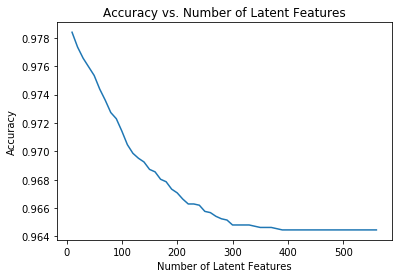 Accuracy vs. Number of Latent Features
0.978
0.976
0.974
0.972
0.970
0.968
0.966
0.964
Accuracy
0 100 200 300 400 500
Number of Latent Features